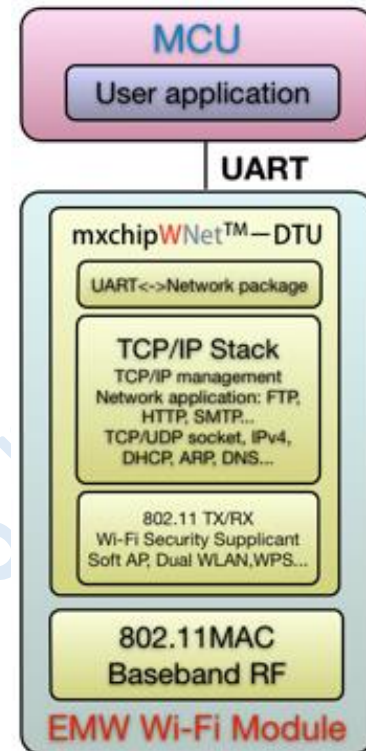 MCU
User application
UART
mxchipWNet™—DTU
UART<->Network package
TCP/IP Stack
TCP/IP management
Network application: FTP,
HTTP, SMTP...
TCP/UDP socket, IPv4,
DHCP, ARP, DNS...
802.11 TX/RX
Wi-Fi Security Supplicant
Soft AP, Dual WLAN,WPS...
802.11MAC
Baseband RF
EMW Wi-Fi Module